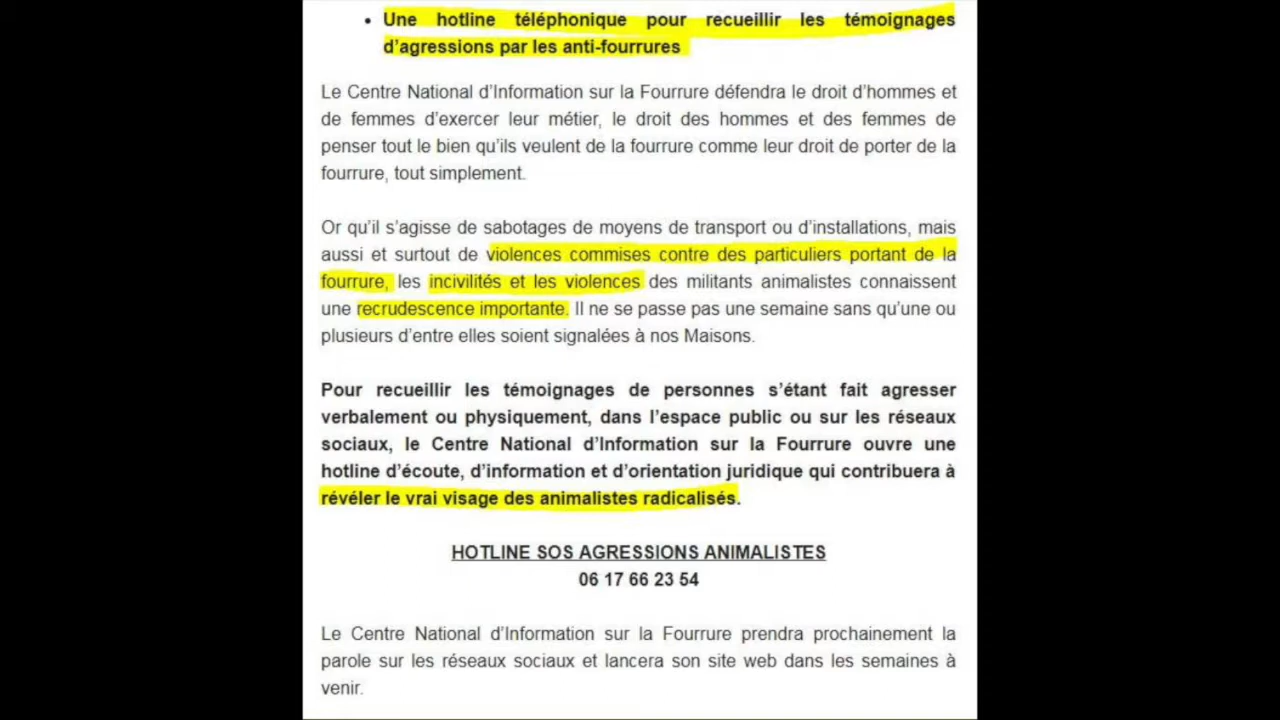 • Une hotline téléphonique pour recueillir les témoignages
d’agressions par les anti-fourrures
Le Centre National d’Information sur la Fourrure défendra le droit d’hommes et
de femmes d’exercer leur métier, le droit des hommes et des femmes de
penser tout le bien qu’ils veulent de la fourrure comme leur droit de porter de la
fourrure, tout simplement.
Or qu’il s’agisse de sabotages de moyens de transport ou d’installations, mais
aussi et surtout de violences commises contre des particuliers portant de la
fourrure, les incivilités et les violences des militants animalistes connaissent
une recrudescence importante. Il ne se passe pas une semaine sans qu’une ou
plusieurs d’entre elles soient signalées à nos Maisons.
Pour recueillir les témoignages de personnes s’étant fait agresser
verbalement ou physiquement, dans l’espace public ou sur les réseaux
sociaux, le Centre National d’Information sur la Fourrure ouvre une
hotline d’écoute, d’information et d’orientation juridique qui contribuera à
révéler le vrai visage des animalistes radicalisés.
HOTLINE SOS AGRESSIONS ANIMALISTES
06 17 66 23 54
Le Centre National d’Information sur la Fourrure prendra prochainement la
parole sur les réseaux sociaux et lancera son site web dans les semaines à
venir.